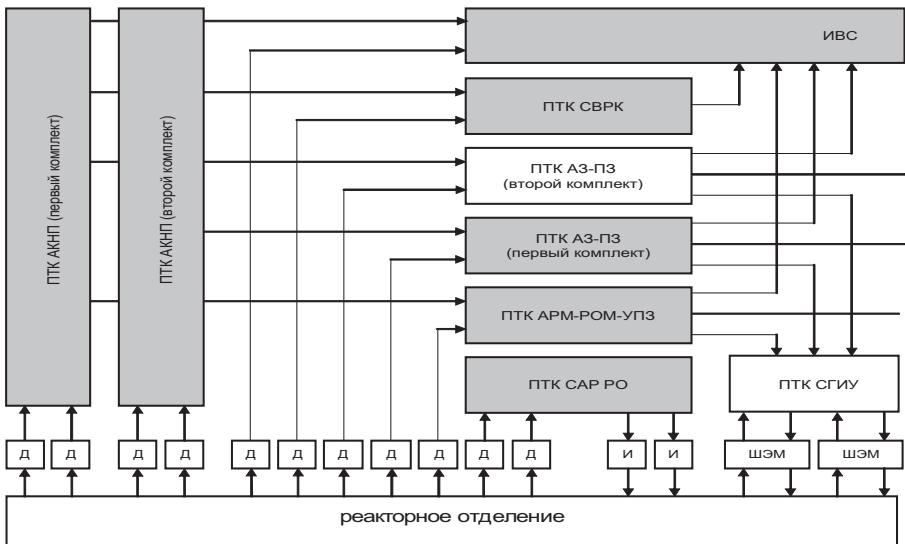 ПТК АКНП (первый комплект)
ПТК АКНП (второй комплект)
ИВС
ПТК СВРК
ПТК АЗ-ПЗ
(второй комплект)
ПТК АЗ-ПЗ
(первый комплект)
ПТК АРМ-РОМ-УПЗ
ПТК САР РО
ПТК СГИУ
Д
Д
Д
Д
Д
Д
Д
Д
Д
Д
Д
И
И
ШЭМ
ШЭМ
реакторное отделение